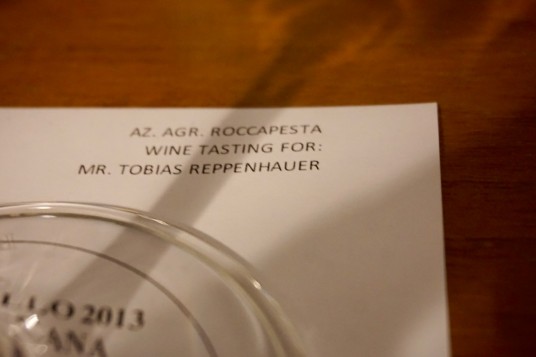 AZ. AGR. ROCCAPESTA
WINE TASTING FOR:
MR. TOBIAS REPPENHAUER
2013